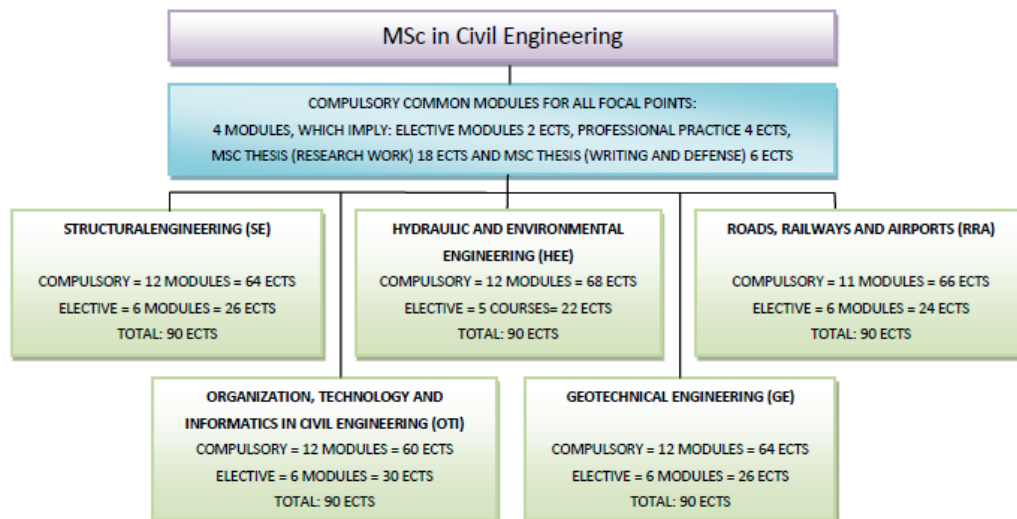 MSc in Civil Engineering
COMPULSORY COMMON MODULES FOR ALL FOCAL POINTS:
4 MODULES, WHICH IMPLY: ELECTIVE MODULES 2 ECTS, PROFESSIONAL PRACTICE 4 ECTS,
MSC THESIS (RESEARCH WORK) 18 ECTS AND MSC THESIS (WRITING AND DEFENSE) 6 ECTS
STRUCTURALENGINEERING (SE)
COMPULSORY = 12 MODULES = 64 ECTS
ELECTIVE = 6 MODULES = 26 ECTS
TOTAL: 90 ECTS
HYDRAULIC AND ENVIRONMENTAL
ENGINEERING (HEE)
COMPULSORY = 12 MODULES = 68 ECTS
ELECTIVE = 5 COURSES= 22 ECTS
TOTAL: 90 ECTS
ROADS, RAILWAYS AND AIRPORTS (RRA)
COMPULSORY = 11 MODULES = 66 ECTS
ELECTIVE = 6 MODULES = 24 ECTS
TOTAL: 90 ECTS
ORGANIZATION, TECHNOLOGY AND
INFORMATICS IN CIVIL ENGINEERING (OTI)
COMPULSORY = 12 MODULES = 60 ECTS
ELECTIVE = 6 MODULES = 30 ECTS
TOTAL: 90 ECTS
GEOTECHNICAL ENGINEERING (GE)
COMPULSORY = 12 MODULES = 64 ECTS
ELECTIVE = 6 MODULES = 26 ECTS
TOTAL: 90 ECTS